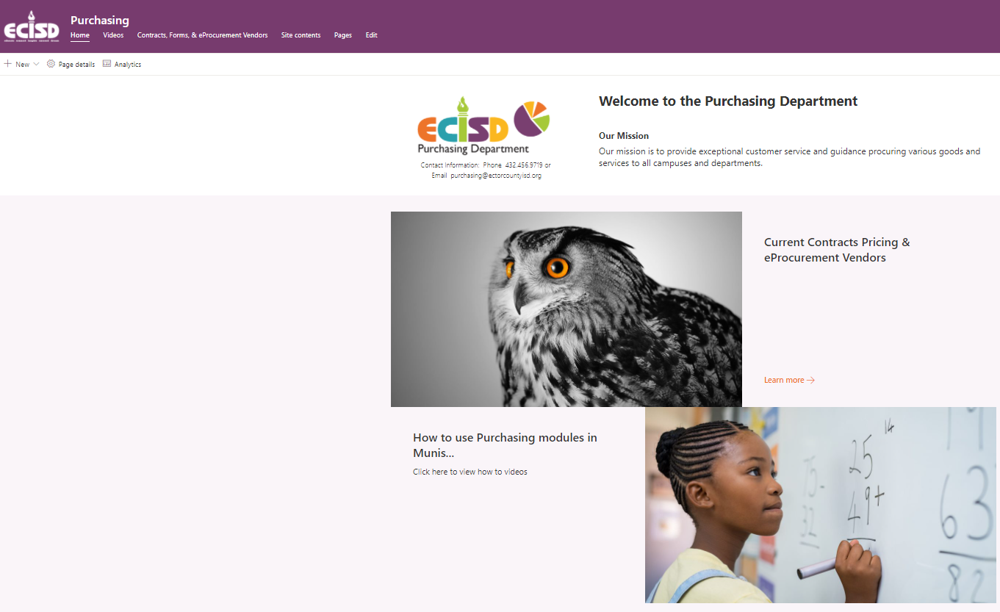 ECISD
Purchasing
Home Videos Contracts, Forms, & eProcurement Vendors Site contents Pages Edit
New Page details Analytics
ECISD
Purchasing Department
Contact Information: Phone 432.456.9719 or
Email purchasing@ectorcountyisd.org
Welcome to the Purchasing Department
Our Mission
Our mission is to provide exceptional customer service and guidance procuring various goods and
services to all campuses and departments.
Current Contracts Pricing &
eProcurement Vendors
Learn more
How to use Purchasing modules in
Munis...
Click here to view how to videos
14
25
49+
75-
32
63
82